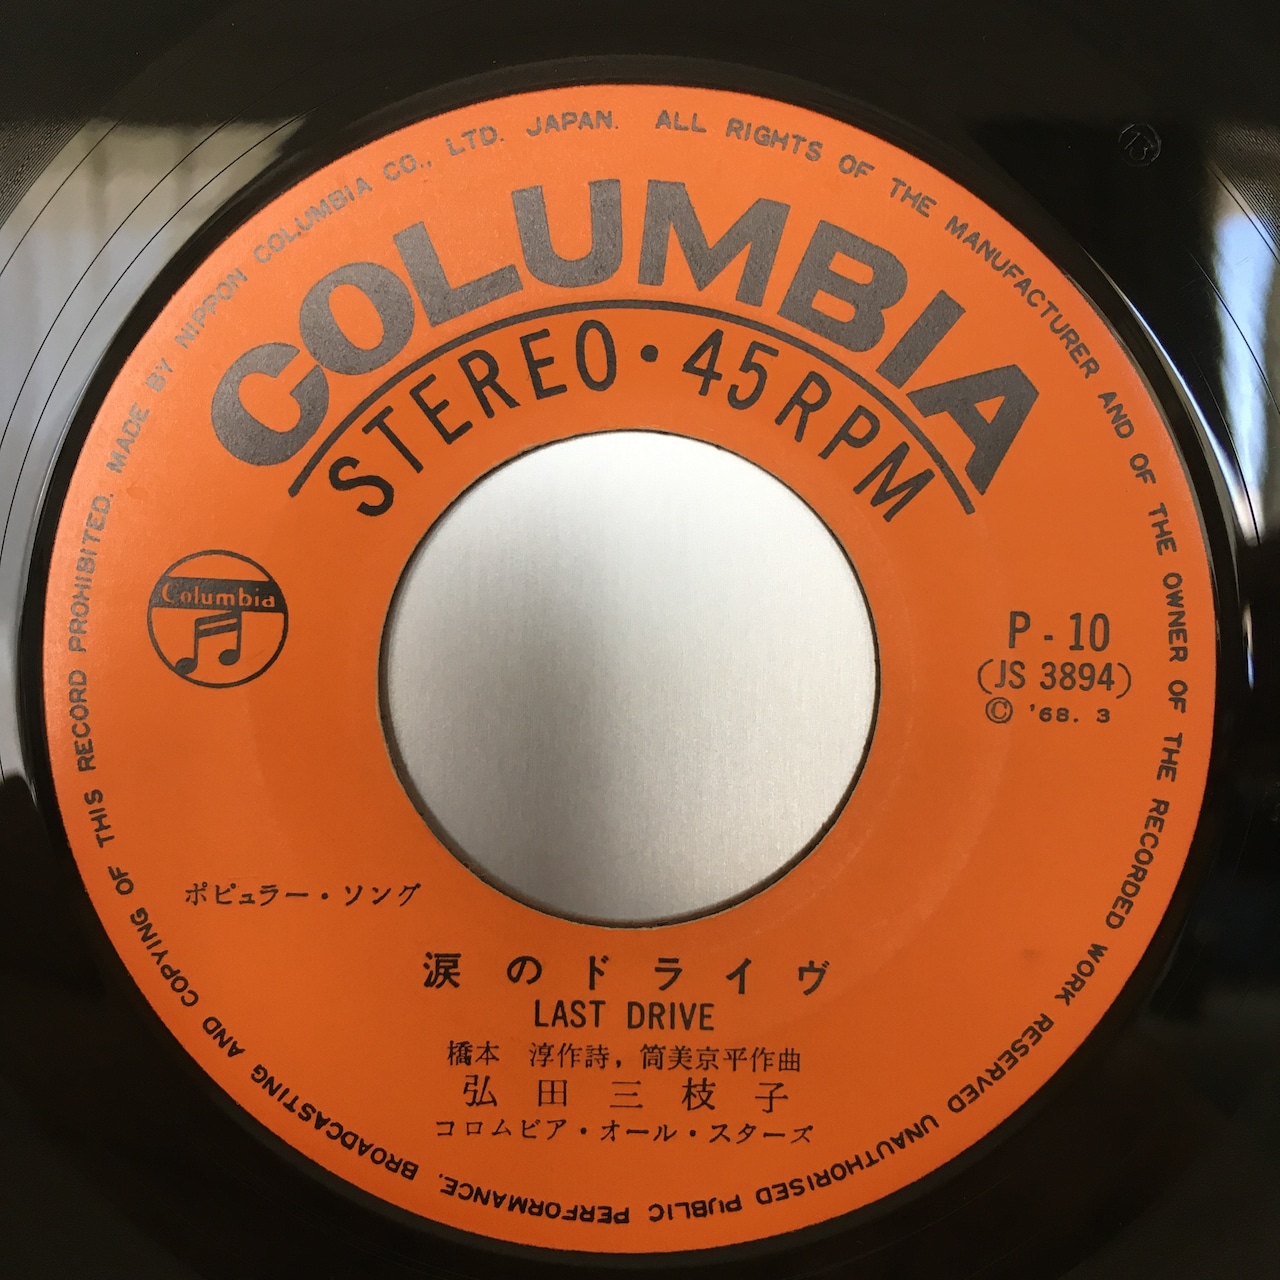 MADE BY NIPPON COLUMBIA CO., LTD. JAPAN. ALL RIGHTS OF THE MANUFACTURER AND OF THE OWNER OF THE RECORDED WORK RESERVED UNAUTHORISED PUBLIC PERFORMANCE. BROADCASTING AND COPYING OF THIS RECORD PROHIBITED.
COLUMBIA
STEREO・45RPM
Columbia
P-10
(JS 3894)
© '68. 3
ポピュラー・ソング
涙のドライヴ
LAST DRIVE
橋本 淳作詩, 筒美京平作曲
弘田三枝子
コロムビア・オール・スターズ
13